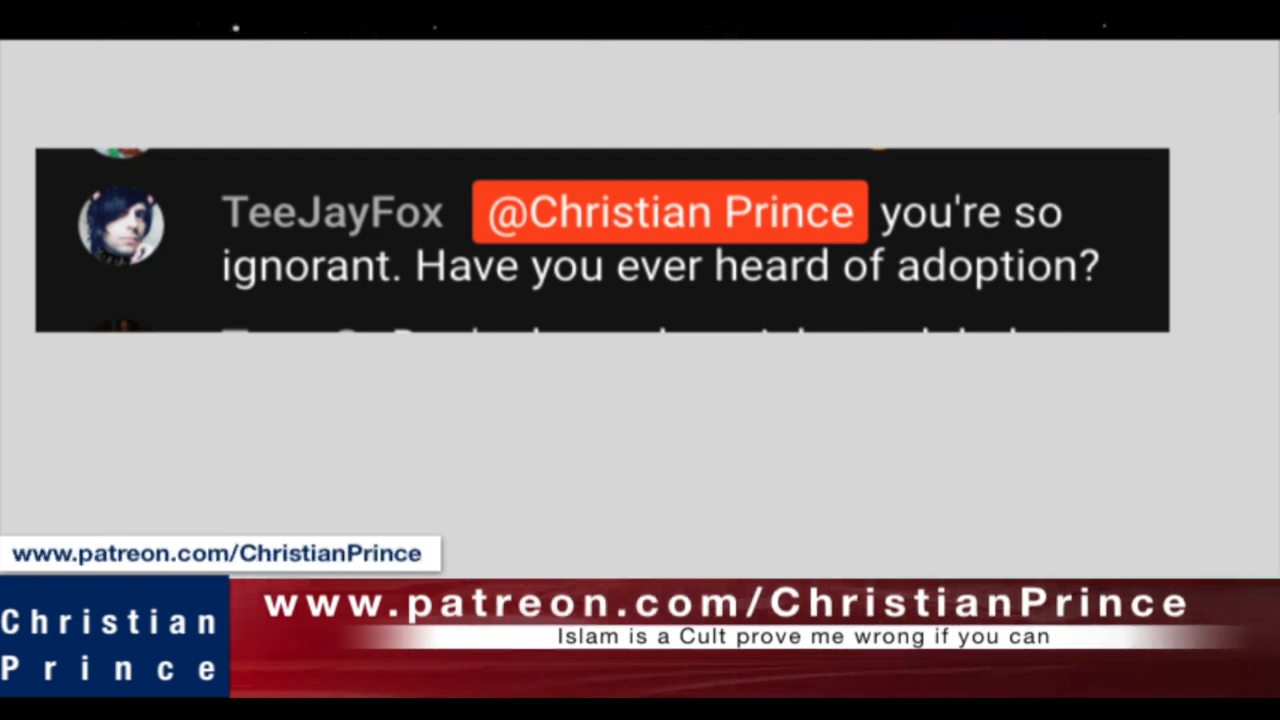 TeeJayFox @Christian Prince you're so
ignorant. Have you ever heard of adoption?
www.patreon.com/ChristianPrince
www.patreon.com/ChristianPrince
Islam is a Cult prove me wrong if you can
Christian
Prince